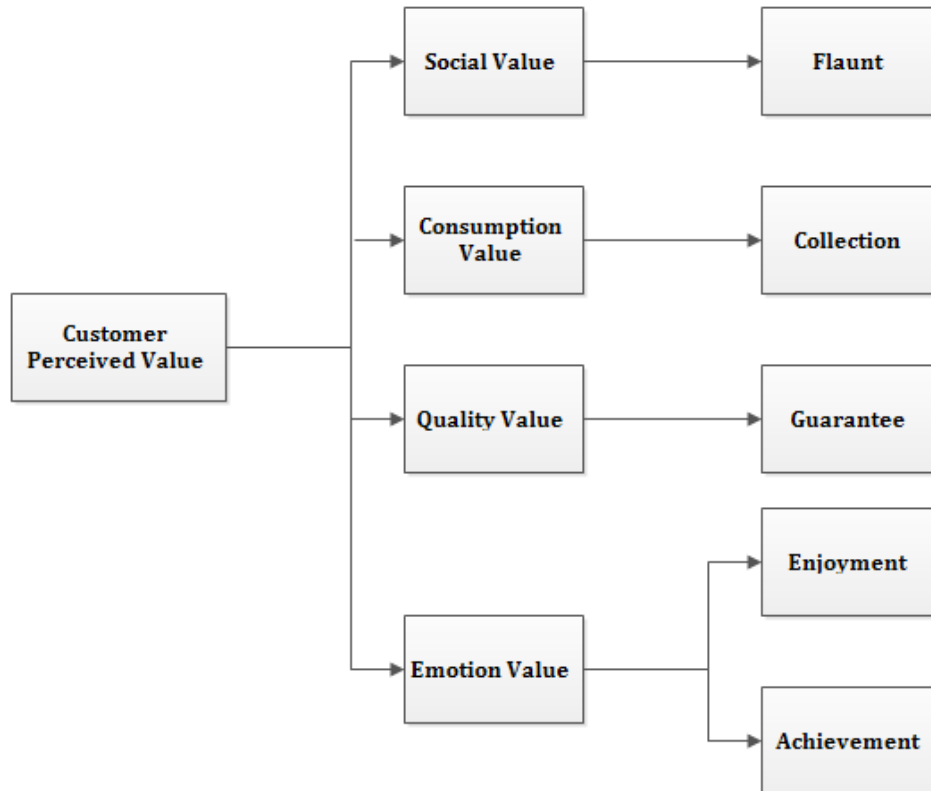 Social Value
Flaunt
Consumption
Value
Collection
Customer
Perceived Value
Quality Value
Guarantee
Enjoyment
Emotion Value
Achievement